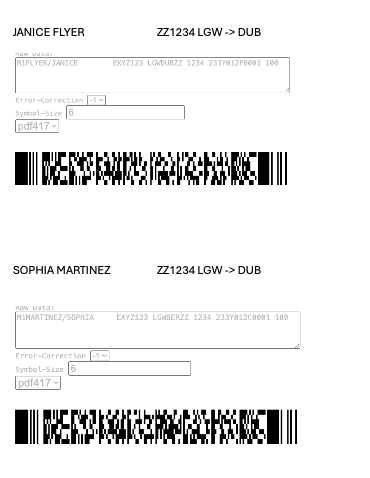 JANICE FLYER ZZ1234 LGW -> DUB
Raw Data:
M1FLYER/JANICE EXYZ123 LGWDUBZZ 1234 233Y012F0001 100
Error-Correction -1
Symbol-Size 6
pdf417
SOPHIA MARTINEZ ZZ1234 LGW -> DUB
Raw Data:
M1MARTINEZ/SOPHIA EXYZ123 LGWBERZZ 1234 233Y012C0001 100
Error-Correction -1
Symbol-Size 6
pdf417